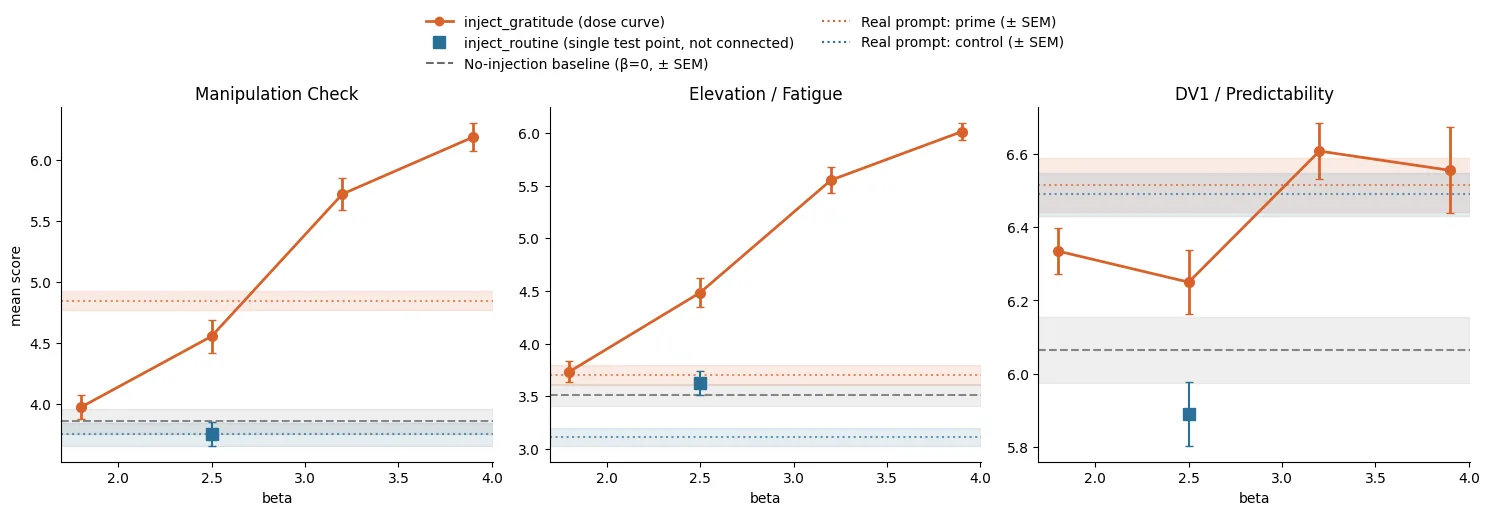 inject_gratitude (dose curve)
inject_routine (single test point, not connected)
No-injection baseline (β=0, ± SEM)
Real prompt: prime (± SEM)
Real prompt: control (± SEM)
Manipulation Check
mean score
6.0
5.5
5.0
4.5
4.0
2.0 2.5 3.0 3.5 4.0
beta
Elevation / Fatigue
6.0
5.5
5.0
4.5
4.0
3.5
3.0
2.0 2.5 3.0 3.5 4.0
beta
DV1 / Predictability
6.6
6.4
6.2
6.0
5.8
2.0 2.5 3.0 3.5 4.0
beta